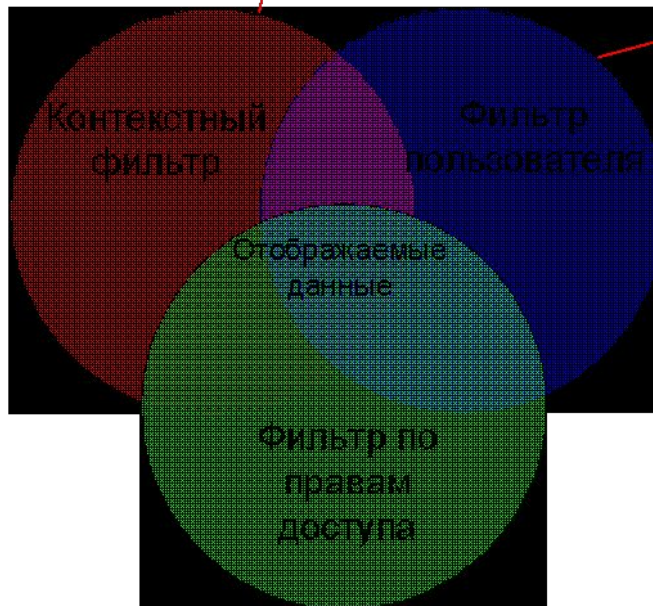 Контекстный
фильтр
Фильтр
пользователя
Отображаемые
данные
Фильтр по
правам
доступа